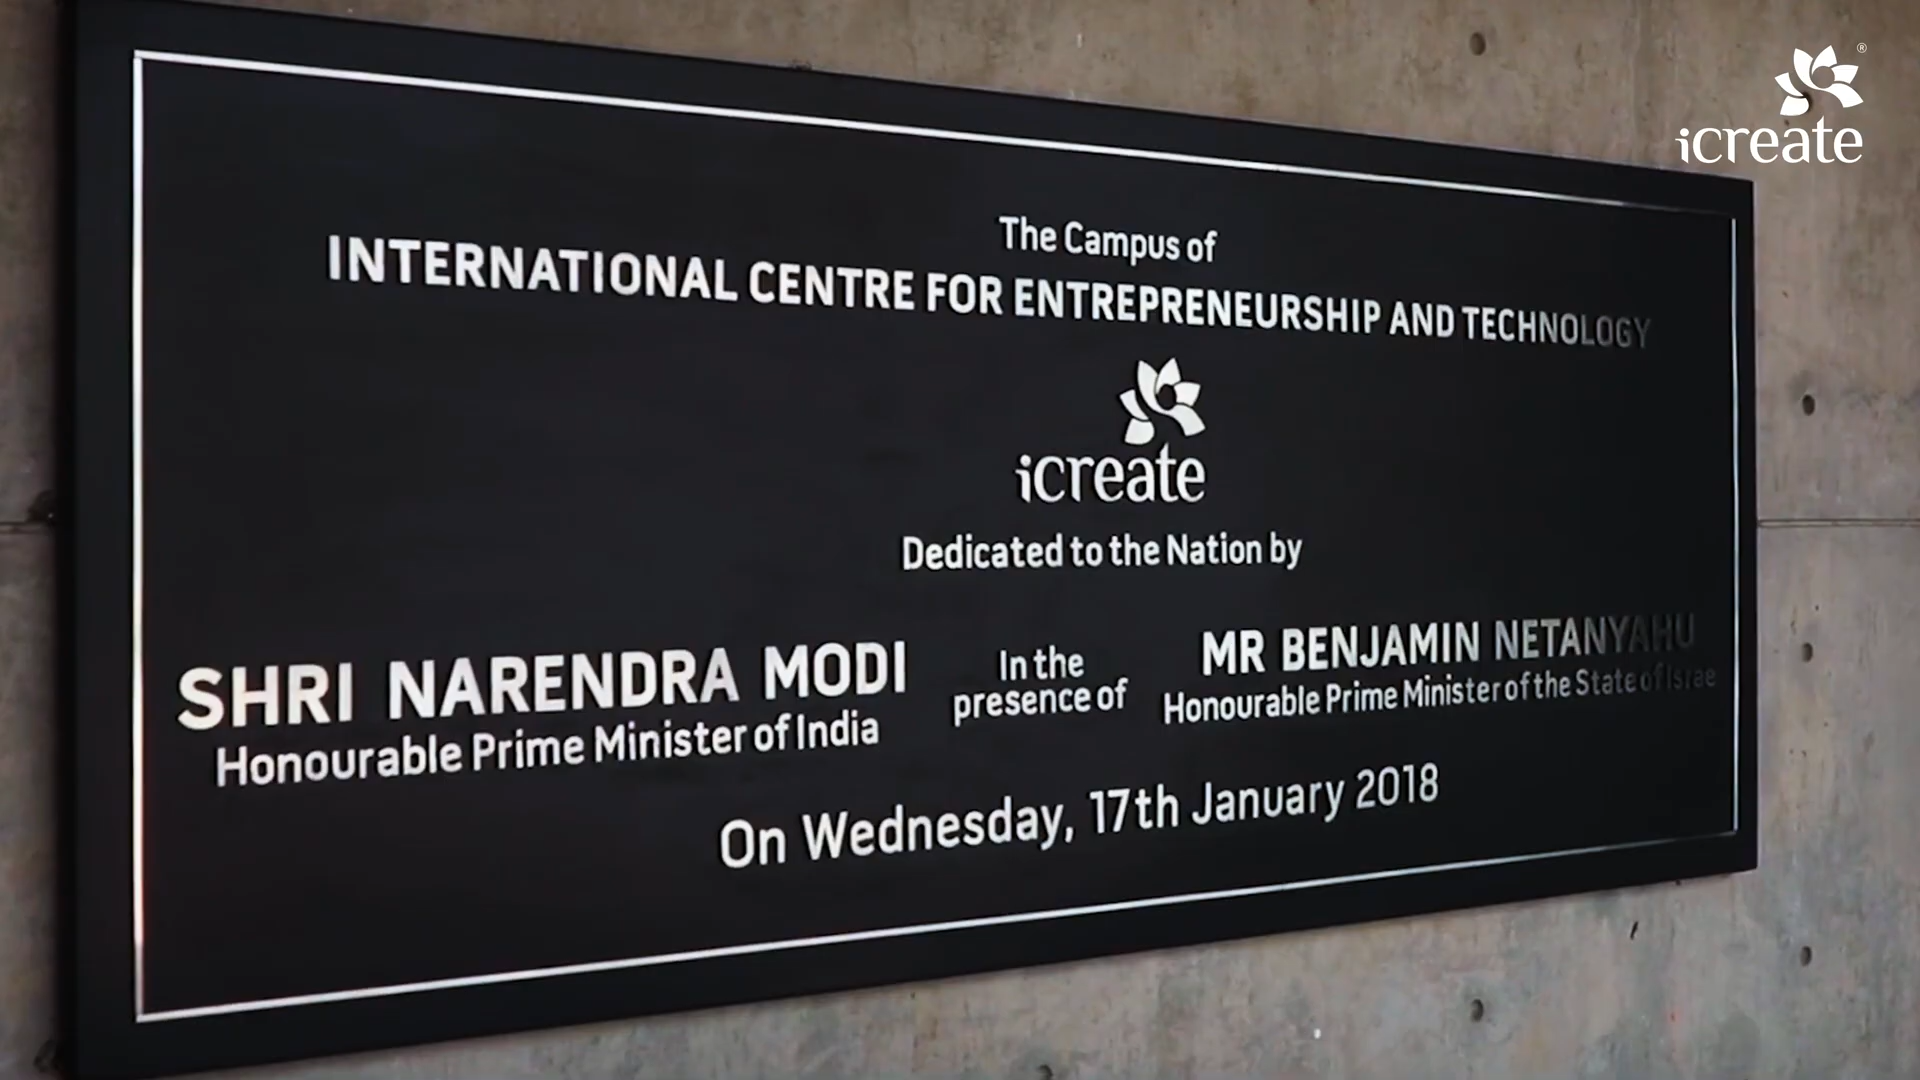 icreate
The Campus of
INTERNATIONAL CENTRE FOR ENTREPRENEURSHIP AND TECHNOLOGY
icreate
Dedicated to the Nation by
SHRI NARENDRA MODI
Honourable Prime Minister of India
In the
presence of
MR BENJAMIN NETANYAHU
Honourable Prime Minister of the State of Israe
On Wednesday, 17th January 2018